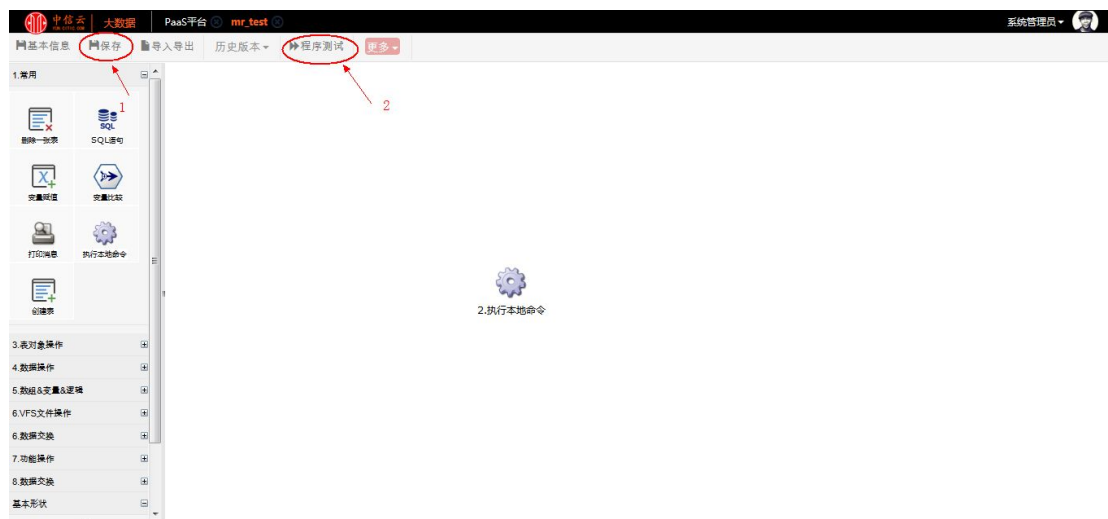 中信云 大数据 PaaS平台 mr_test 系统管理员
基本信息 保存 导入导出 历史版本 程序测试 更多
1.常用
1
2
SQL
删除一张表 SQL语句
变量赋值 变量比较
打印消息 执行本地命令
创建表
2.执行本地命令
3.表对象操作
4.数据操作
5.数组&变量&逻辑
6.VFS文件操作
6.数据交换
7.功能操作
8.数据交换
基本形状